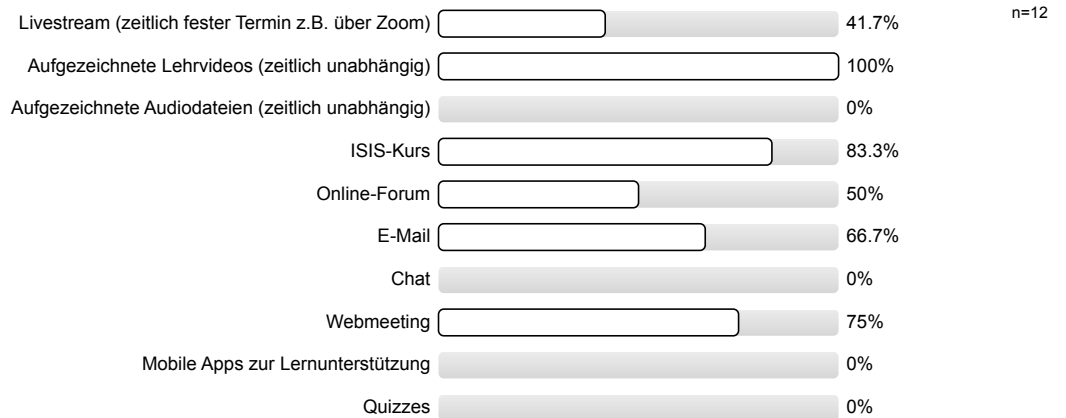 Livestream (zeitlich fester Termin z.B. über Zoom) 41.7% n=12
Aufgezeichnete Lehrvideos (zeitlich unabhängig) 100%
Aufgezeichnete Audiodateien (zeitlich unabhängig) 0%
ISIS-Kurs 83.3%
Online-Forum 50%
E-Mail 66.7%
Chat 0%
Webmeeting 75%
Mobile Apps zur Lernunterstützung 0%
Quizzes 0%